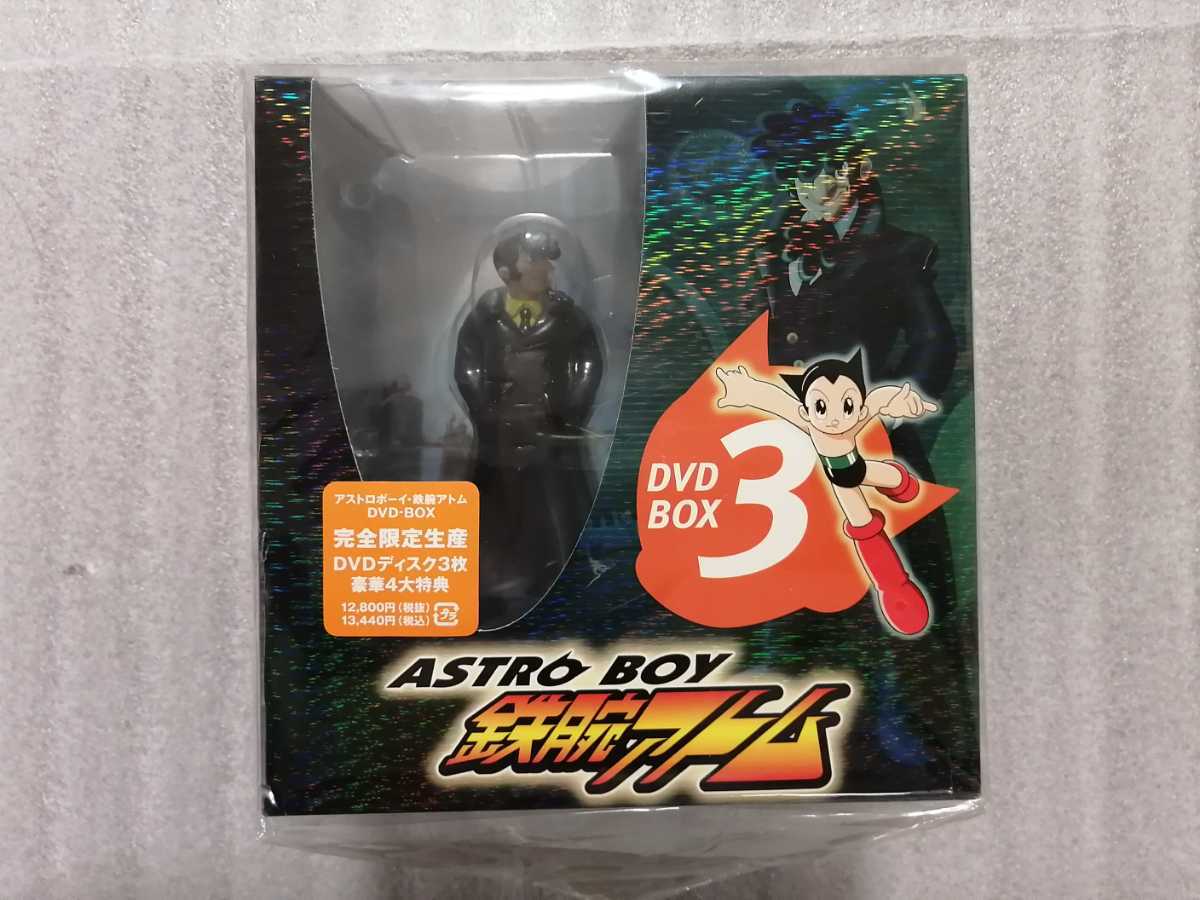 アストロボーイ・鉄腕アトム
DVD-BOX
完全限定生産
DVDディスク3枚
豪華4大特典
12,800円(税抜)
13,440円(税込)
DVD
BOX
3
ASTRO BOY
鉄腕アトム